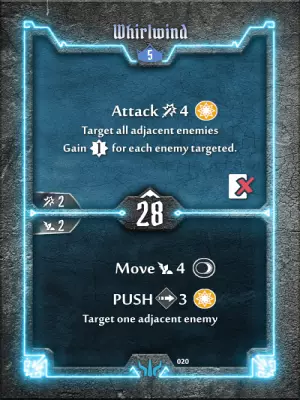 Whirlwind
5
Attack 4
Target all adjacent enemies
Gain 1 for each enemy targeted.
2
28
2
Move 4
PUSH 3
Target one adjacent enemy
020